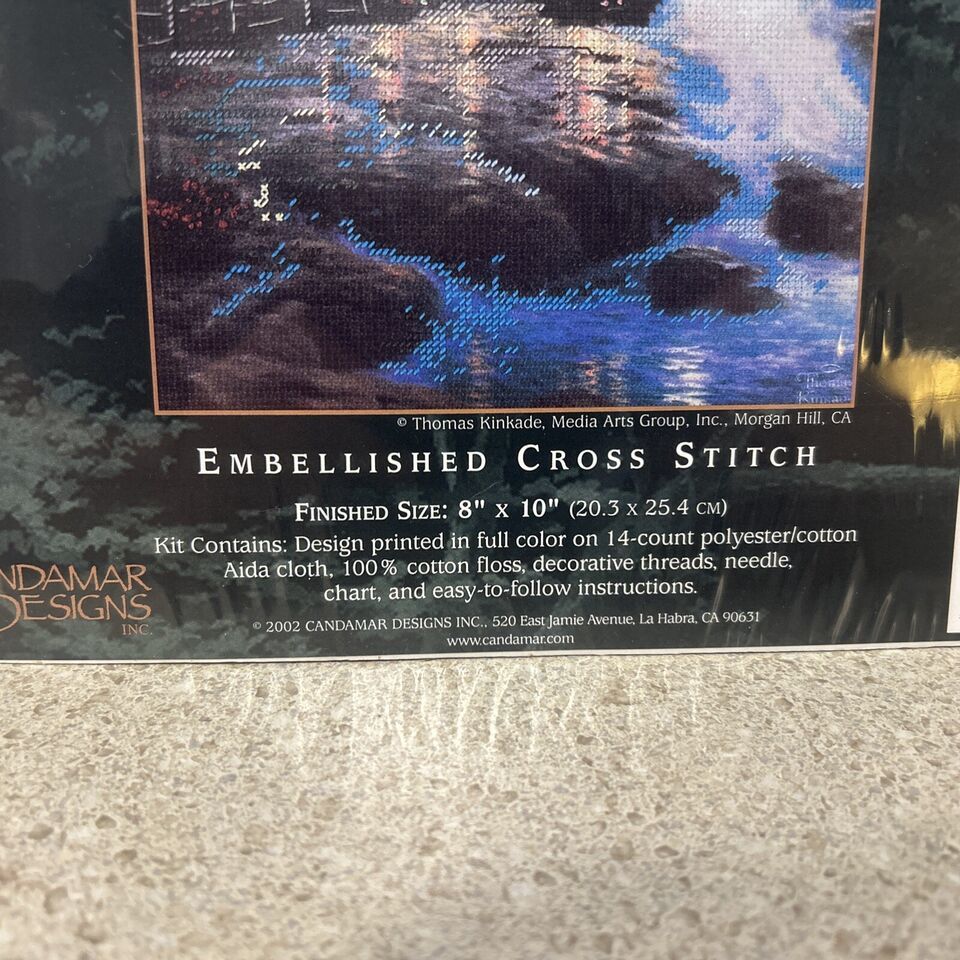 Thomas
Kinkade
© Thomas Kinkade, Media Arts Group, Inc., Morgan Hill, CA
EMBELLISHED CROSS STITCH
FINISHED SIZE: 8" X 10" (20.3 X 25.4 CM)
Kit Contains: Design printed in full color on 14-count polyester/cotton
Aida cloth, 100% cotton floss, decorative threads, needle,
chart, and easy-to-follow instructions.
NDAMAR
DESIGNS
INC.
© 2002 CANDAMAR DESIGNS INC., 520 East Jamie Avenue, La Habra, CA 90631
www.candamar.com